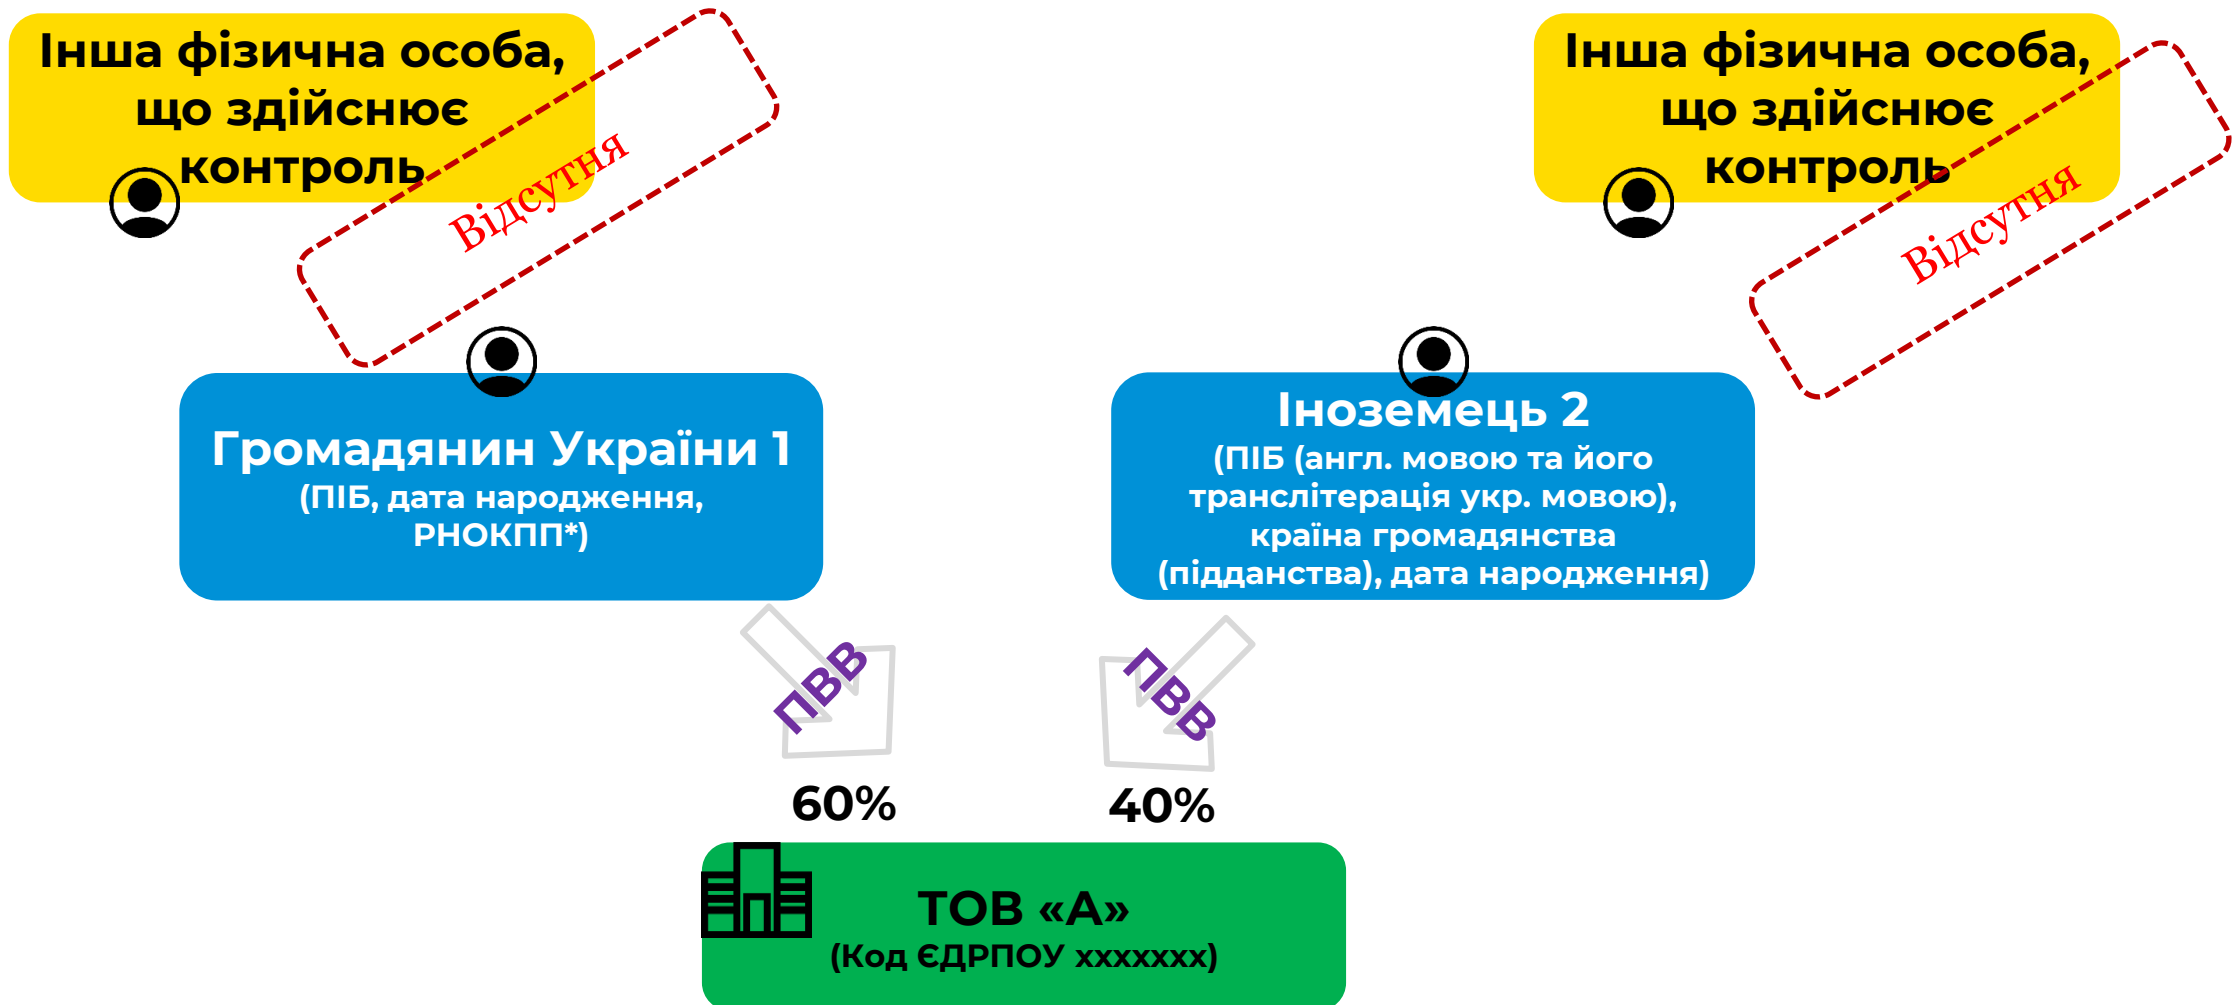 Інша фізична особа,
що здійснює
контроль
Відсутня
Інша фізична особа,
що здійснює
контроль
Відсутня
Громадянин України 1
(ПІБ, дата народження,
РНОКПП*)
Іноземець 2
(ПІБ (англ. мовою та його
транслітерація укр. мовою),
країна громадянства
(підданства), дата народження)
ПВВ
ПВВ
60%
40%
ТОВ «А»
(Код ЄДРПОУ ххххххх)